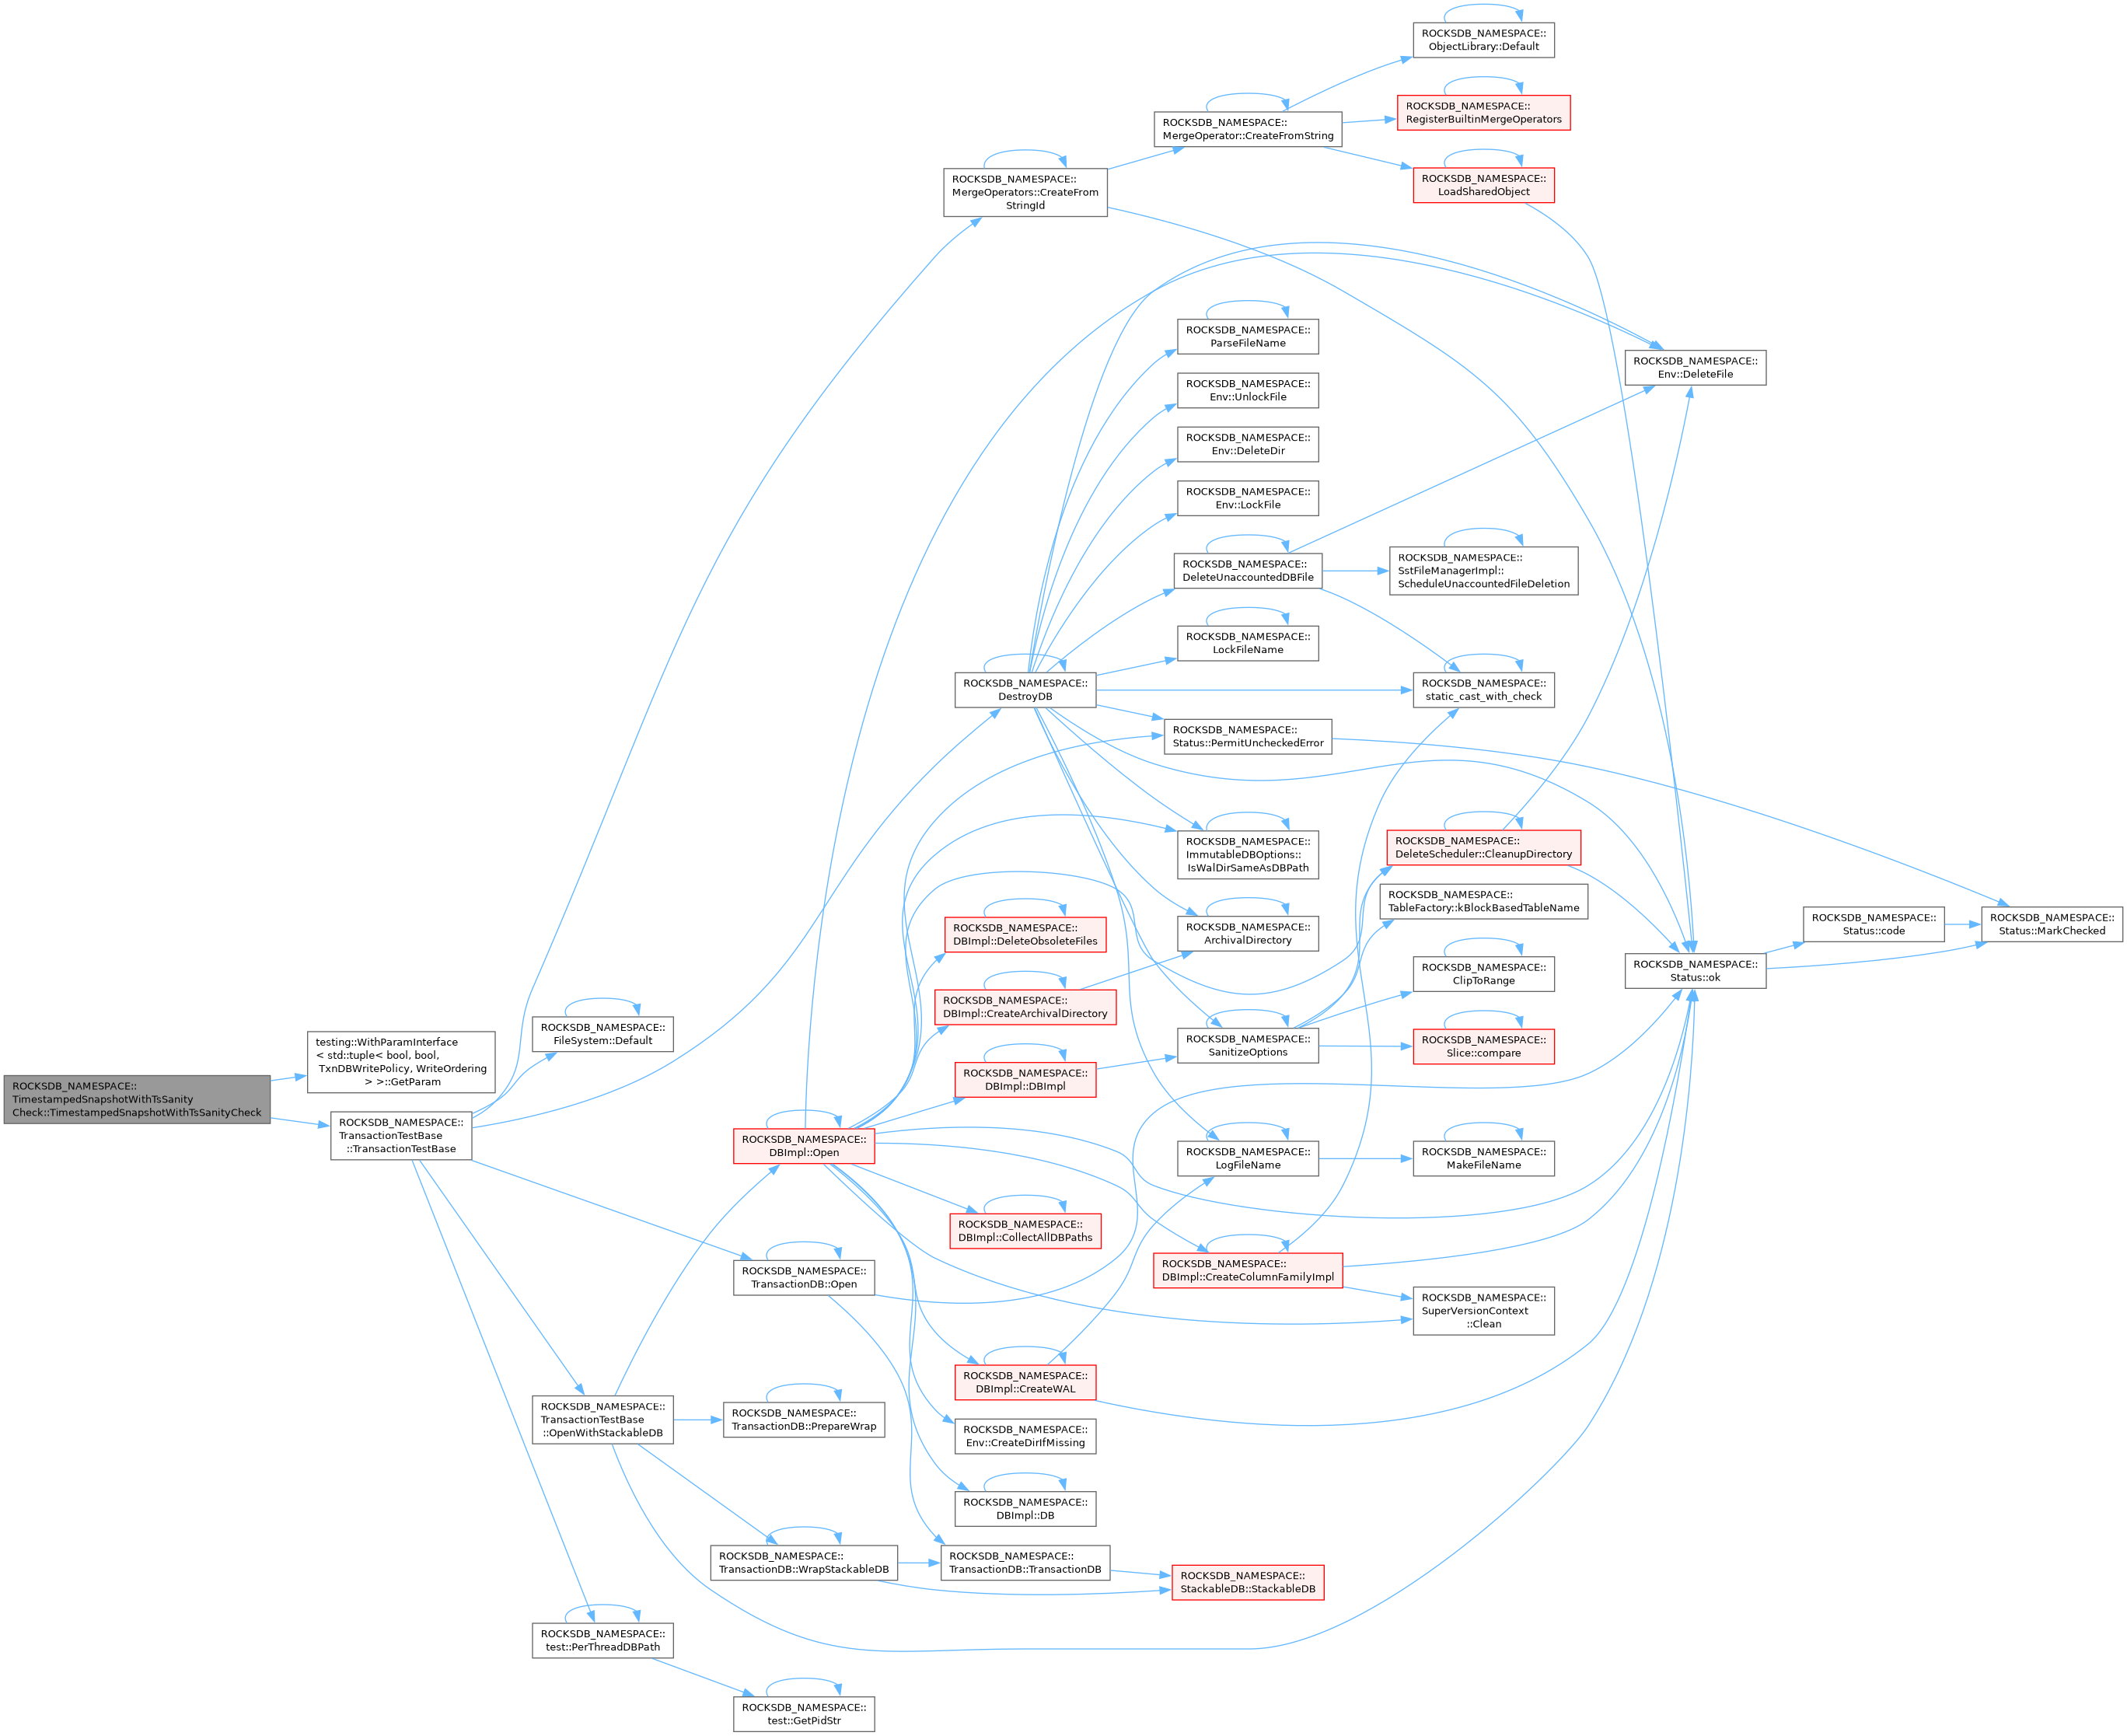 ROCKSDB_NAMESPACE::
ObjectLibrary::Default
ROCKSDB_NAMESPACE::
RegisterBuiltinMergeOperators
ROCKSDB_NAMESPACE::
MergeOperator::CreateFromString
ROCKSDB_NAMESPACE::
LoadSharedObject
ROCKSDB_NAMESPACE::
MergeOperators::CreateFrom
StringId
ROCKSDB_NAMESPACE::
ParseFileName
ROCKSDB_NAMESPACE::
Env::DeleteFile
ROCKSDB_NAMESPACE::
Env::UnlockFile
ROCKSDB_NAMESPACE::
Env::DeleteDir
ROCKSDB_NAMESPACE::
Env::LockFile
ROCKSDB_NAMESPACE::
DeleteUnaccountedDBFile
ROCKSDB_NAMESPACE::
SstFileManagerImpl::
ScheduleUnaccountedFileDeletion
ROCKSDB_NAMESPACE::
LockFileName
ROCKSDB_NAMESPACE::
DestroyDB
ROCKSDB_NAMESPACE::
static_cast_with_check
ROCKSDB_NAMESPACE::
Status::PermitUncheckedError
ROCKSDB_NAMESPACE::
ImmutableDBOptions::
IsWalDirSameAsDBPath
ROCKSDB_NAMESPACE::
DeleteScheduler::CleanupDirectory
ROCKSDB_NAMESPACE::
TableFactory::kBlockBasedTableName
ROCKSDB_NAMESPACE::
DBImpl::DeleteObsoleteFiles
ROCKSDB_NAMESPACE::
ArchivalDirectory
ROCKSDB_NAMESPACE::
Status::code
ROCKSDB_NAMESPACE::
Status::MarkChecked
ROCKSDB_NAMESPACE::
ClipToRange
ROCKSDB_NAMESPACE::
Status::ok
ROCKSDB_NAMESPACE::
DBImpl::CreateArchivalDirectory
ROCKSDB_NAMESPACE::
FileSystem::Default
ROCKSDB_NAMESPACE::
SanitizeOptions
ROCKSDB_NAMESPACE::
Slice::compare
testing::WithParamInterface
< std::tuple< bool, bool,
TxnDBWritePolicy, WriteOrdering
> >::GetParam
ROCKSDB_NAMESPACE::
DBImpl::DBImpl
ROCKSDB_NAMESPACE::
TimestampedSnapshotWithTsSanity
Check::TimestampedSnapshotWithTsSanityCheck
ROCKSDB_NAMESPACE::
TransactionTestBase
::TransactionTestBase
ROCKSDB_NAMESPACE::
DBImpl::Open
ROCKSDB_NAMESPACE::
LogFileName
ROCKSDB_NAMESPACE::
MakeFileName
ROCKSDB_NAMESPACE::
DBImpl::CollectAllDBPaths
ROCKSDB_NAMESPACE::
TransactionDB::Open
ROCKSDB_NAMESPACE::
DBImpl::CreateColumnFamilyImpl
ROCKSDB_NAMESPACE::
SuperVersionContext
::Clean
ROCKSDB_NAMESPACE::
DBImpl::CreateWAL
ROCKSDB_NAMESPACE::
TransactionTestBase
::OpenWithStackableDB
ROCKSDB_NAMESPACE::
TransactionDB::PrepareWrap
ROCKSDB_NAMESPACE::
Env::CreateDirIfMissing
ROCKSDB_NAMESPACE::
DBImpl::DB
ROCKSDB_NAMESPACE::
TransactionDB::WrapStackableDB
ROCKSDB_NAMESPACE::
TransactionDB::TransactionDB
ROCKSDB_NAMESPACE::
StackableDB::StackableDB
ROCKSDB_NAMESPACE::
test::PerThreadDBPath
ROCKSDB_NAMESPACE::
test::GetPidStr